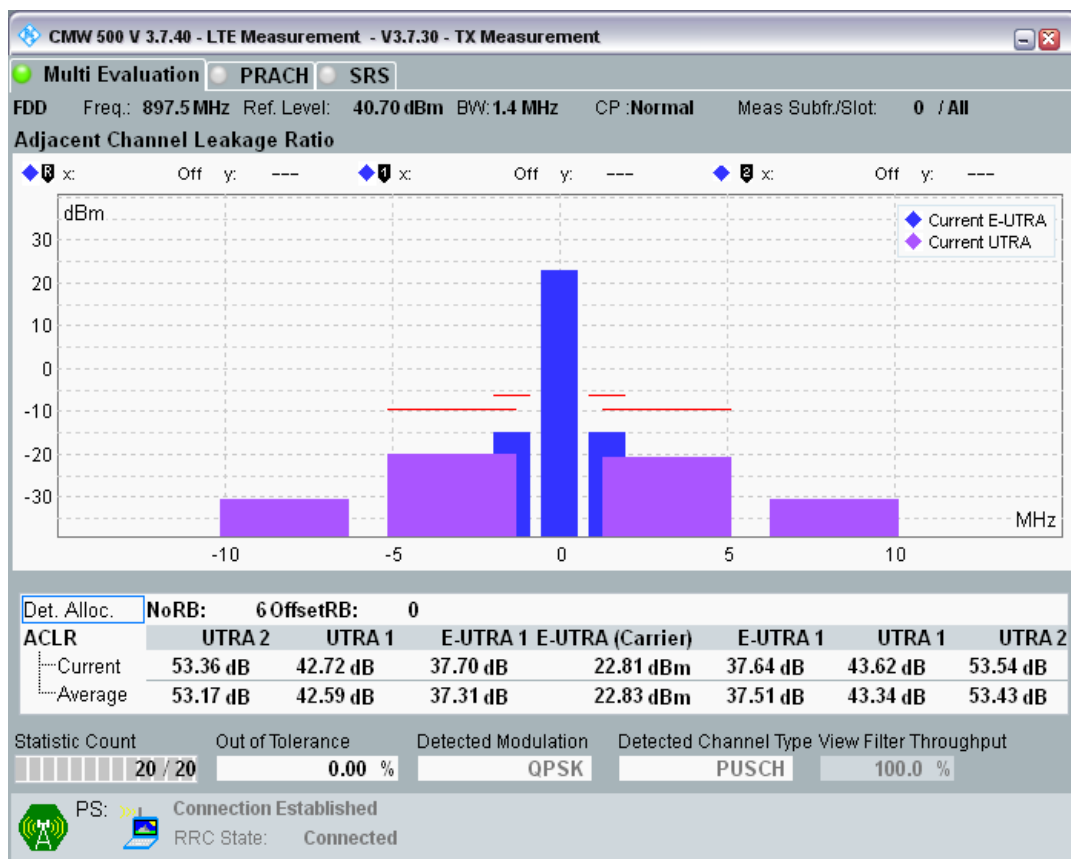 CMW 500 V 3.7.40 - LTE Measurement - V3.7.30 - TX Measurement
Multi Evaluation PRACH SRS
FDD Freq.: 897.5 MHz Ref. Level: 40.70 dBm BW: 1.4 MHz CP :Normal Meas Subfr./Slot: 0 / All
Adjacent Channel Leakage Ratio
R x: Off y: --- 1 x: Off y: --- 2 x: Off y: ---
dBm
Current E-UTRA
Current UTRA
30
20
10
0
-10
-20
-30
MHz
-10 -5 0 5 10
Det. Alloc. NoRB: 6 OffsetRB: 0
ACLR UTRA 2 UTRA 1 E-UTRA 1 E-UTRA (Carrier) E-UTRA 1 UTRA 1 UTRA 2
Current 53.36 dB 42.72 dB 37.70 dB 22.81 dBm 37.64 dB 43.62 dB 53.54 dB
Average 53.17 dB 42.59 dB 37.31 dB 22.83 dBm 37.51 dB 43.34 dB 53.43 dB
Statistic Count Out of Tolerance Detected Modulation Detected Channel Type View Filter Throughput
20 / 20 0.00 % QPSK PUSCH 100.0 %
PS: Connection Established
RRC State: Connected